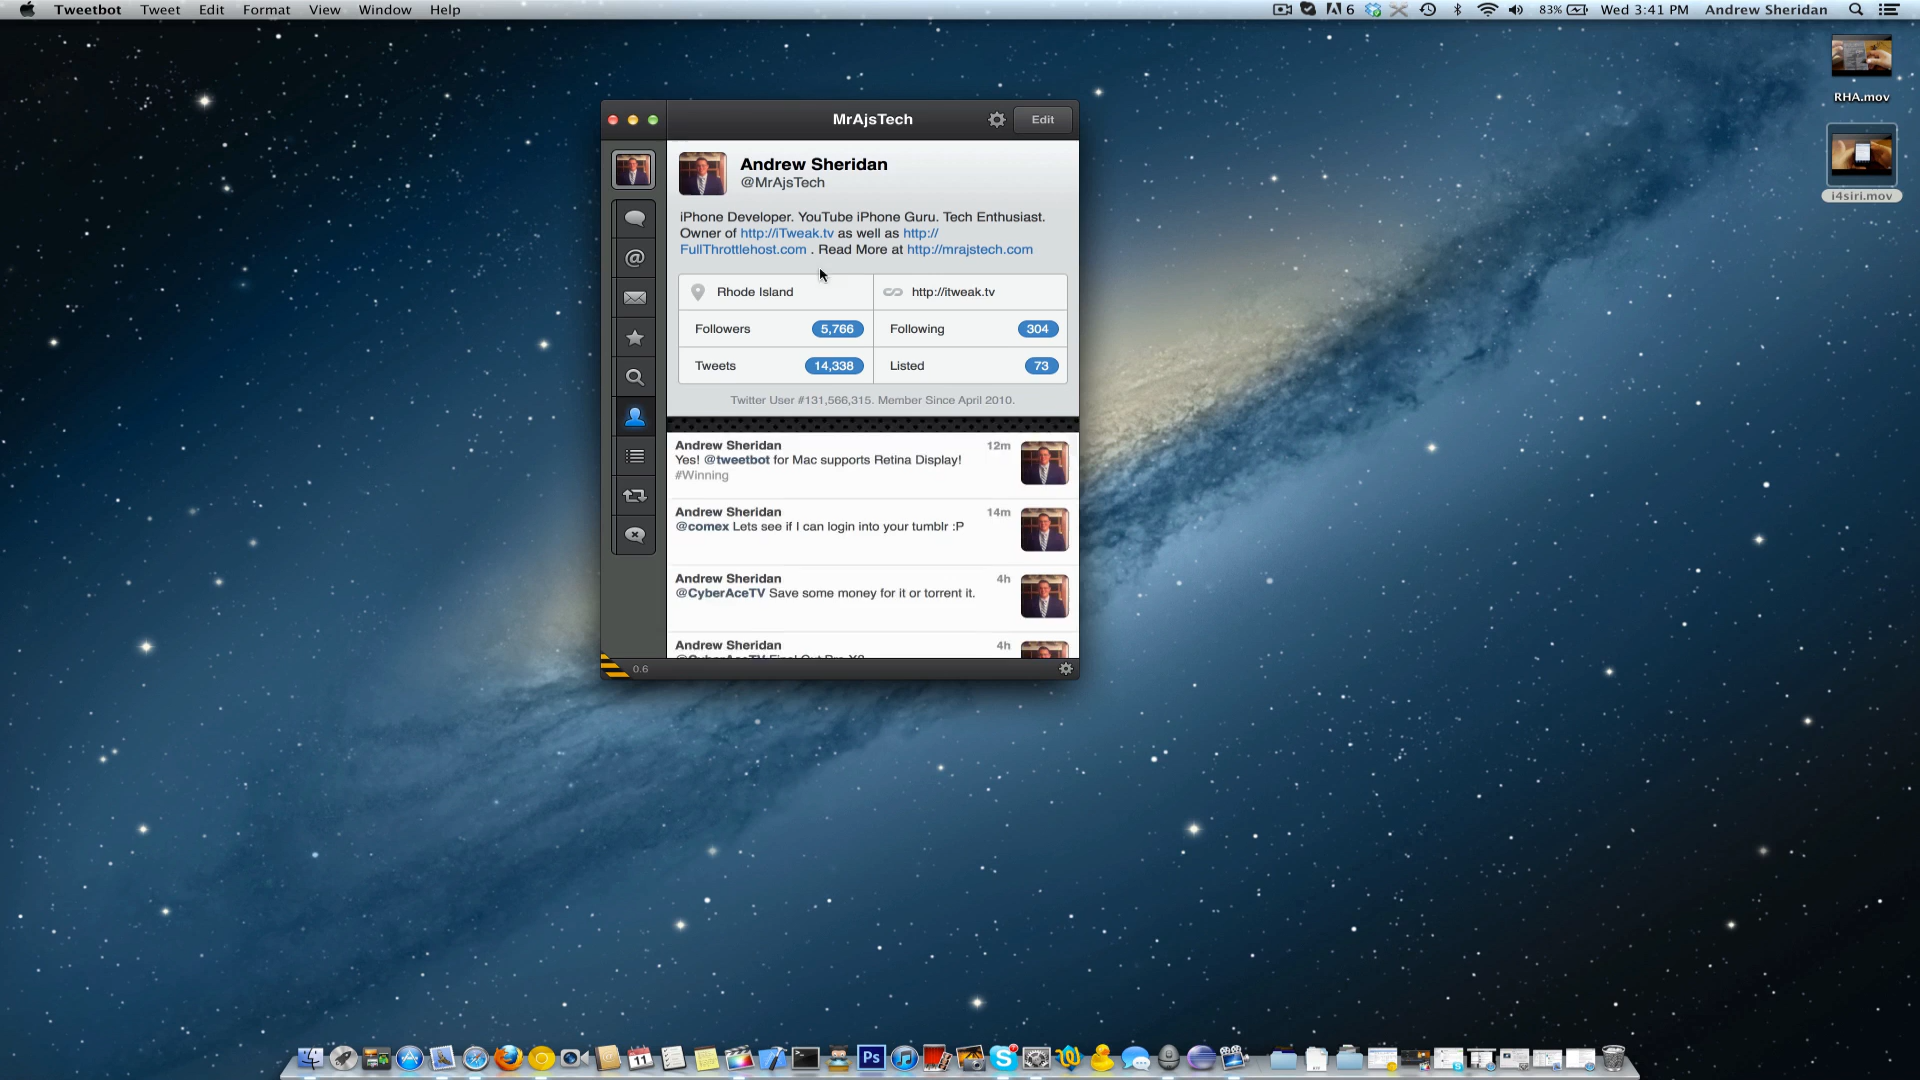 Tweetbot Tweet Edit Format View Window Help
6 83% Wed 3:41 PM Andrew Sheridan
RHA.mov
i4siri.mov
MrAjsTech
Edit
Andrew Sheridan
@MrAjsTech
iPhone Developer. YouTube iPhone Guru. Tech Enthusiast.
Owner of http://iTweak.tv as well as http://
FullThrottlehost.com . Read More at http://mrajstech.com
Rhode Island http://itweak.tv
Followers 5,766 Following 304
Tweets 14,338 Listed 73
Twitter User #131,566,315. Member Since April 2010.
Andrew Sheridan 12m
Yes! @tweetbot for Mac supports Retina Display!
#Winning
Andrew Sheridan 14m
@comex Lets see if I can login into your tumblr :P
Andrew Sheridan 4h
@CyberAceTV Save some money for it or torrent it.
Andrew Sheridan 4h
@CyberAceTV
0.6
11
Ps